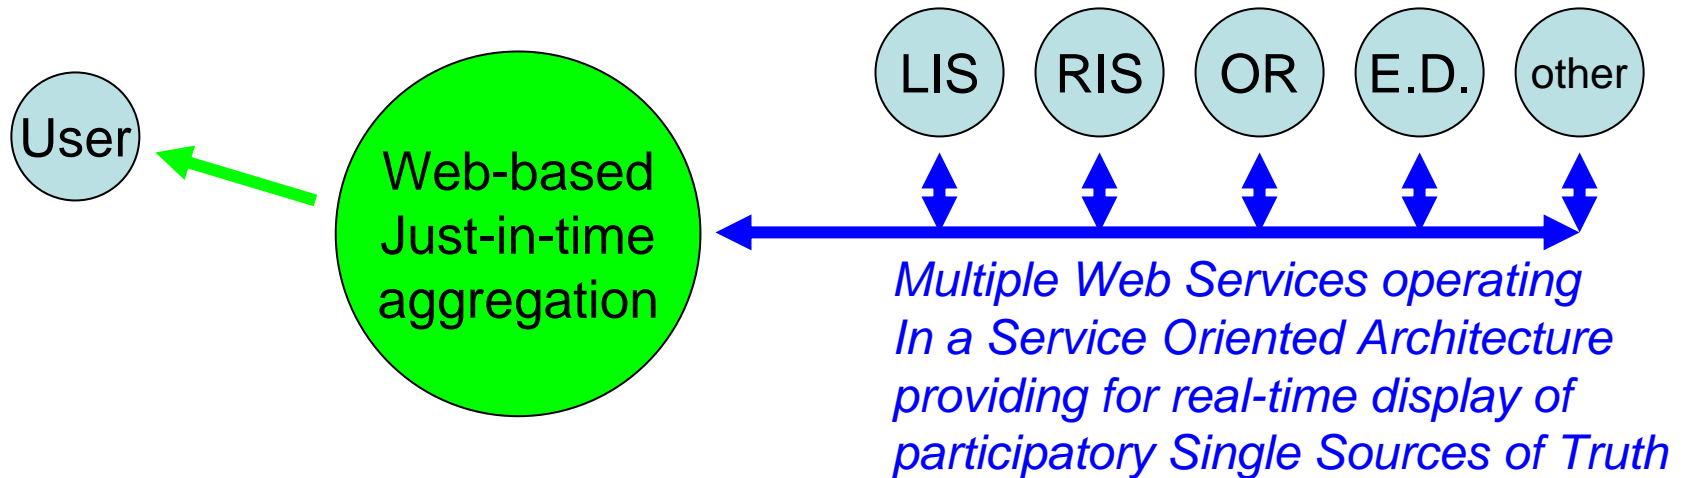 LIS
RIS
OR
E.D.
other
User
Web-based
Just-in-time
aggregation
Multiple Web Services operating
In a Service Oriented Architecture
providing for real-time display of
participatory Single Sources of Truth